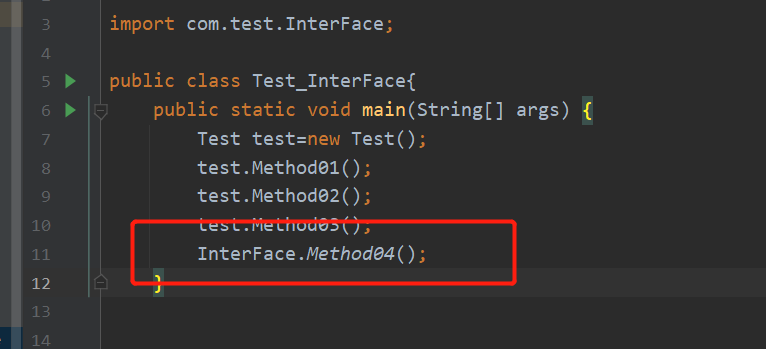 3 import com.test.InterFace;
4
5 public class Test_InterFace{
6 public static void main(String[] args) {
7 Test test=new Test();
8 test.Method01();
9 test.Method02();
10 test.Method03();
11 InterFace.Method04();
12 }
13
14